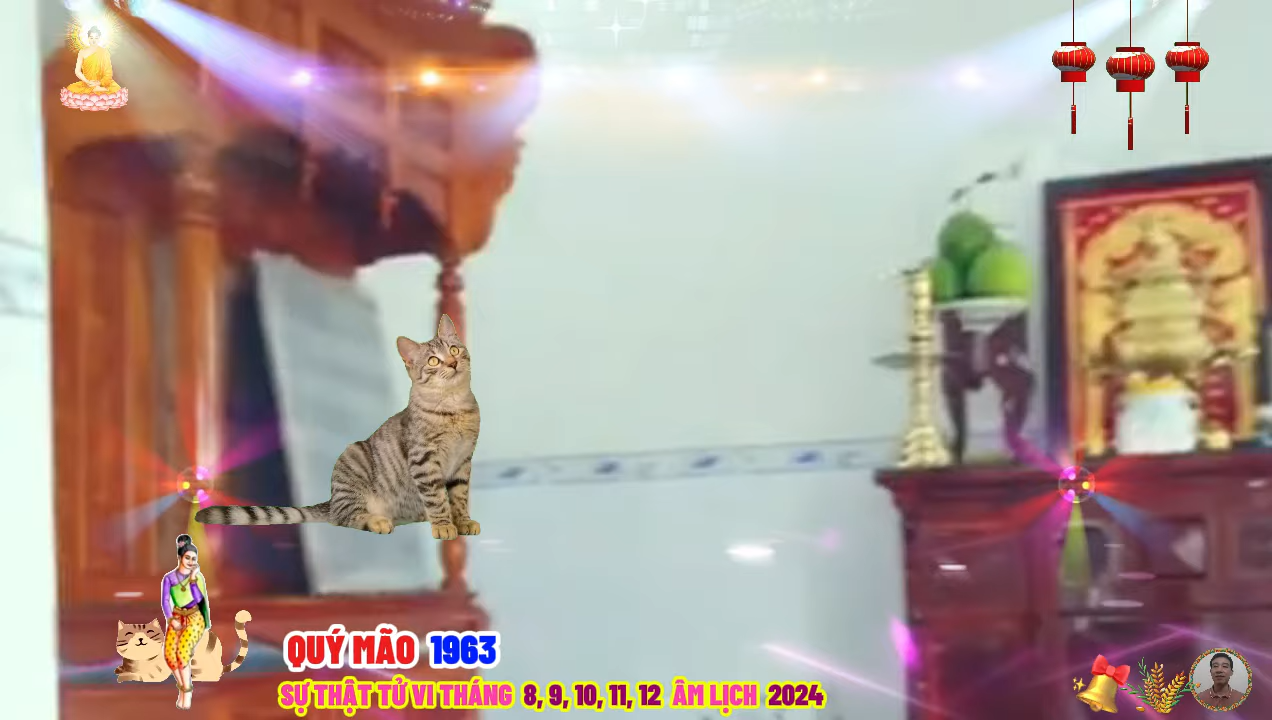 QUÝ MÃO 1963
SỰ THẬT TỬ VI THÁNG 8, 9, 10, 11, 12 ÂM LỊCH 2024